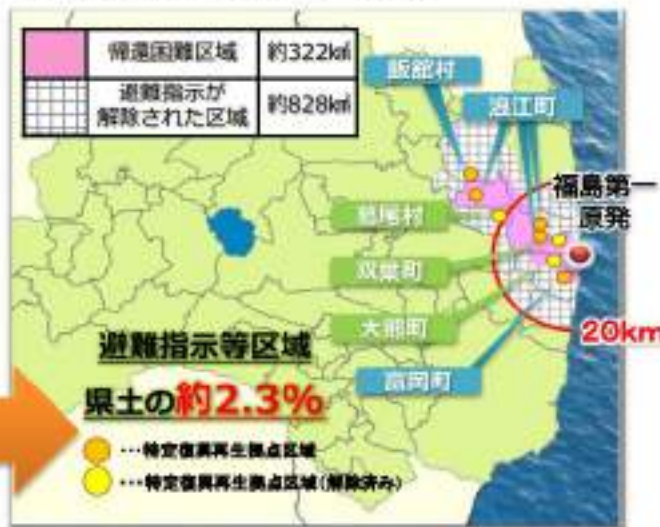 帰還困難区域 約322㎢
避難指示が
解除された区域 約828㎢
飯舘村
浪江町
福島第一
原発
葛尾村
双葉町
大熊町
富岡町
20km
避難指示等区域
県土の約2.3%
…特定復興再生拠点区域
…特定復興再生拠点区域(解除済み)